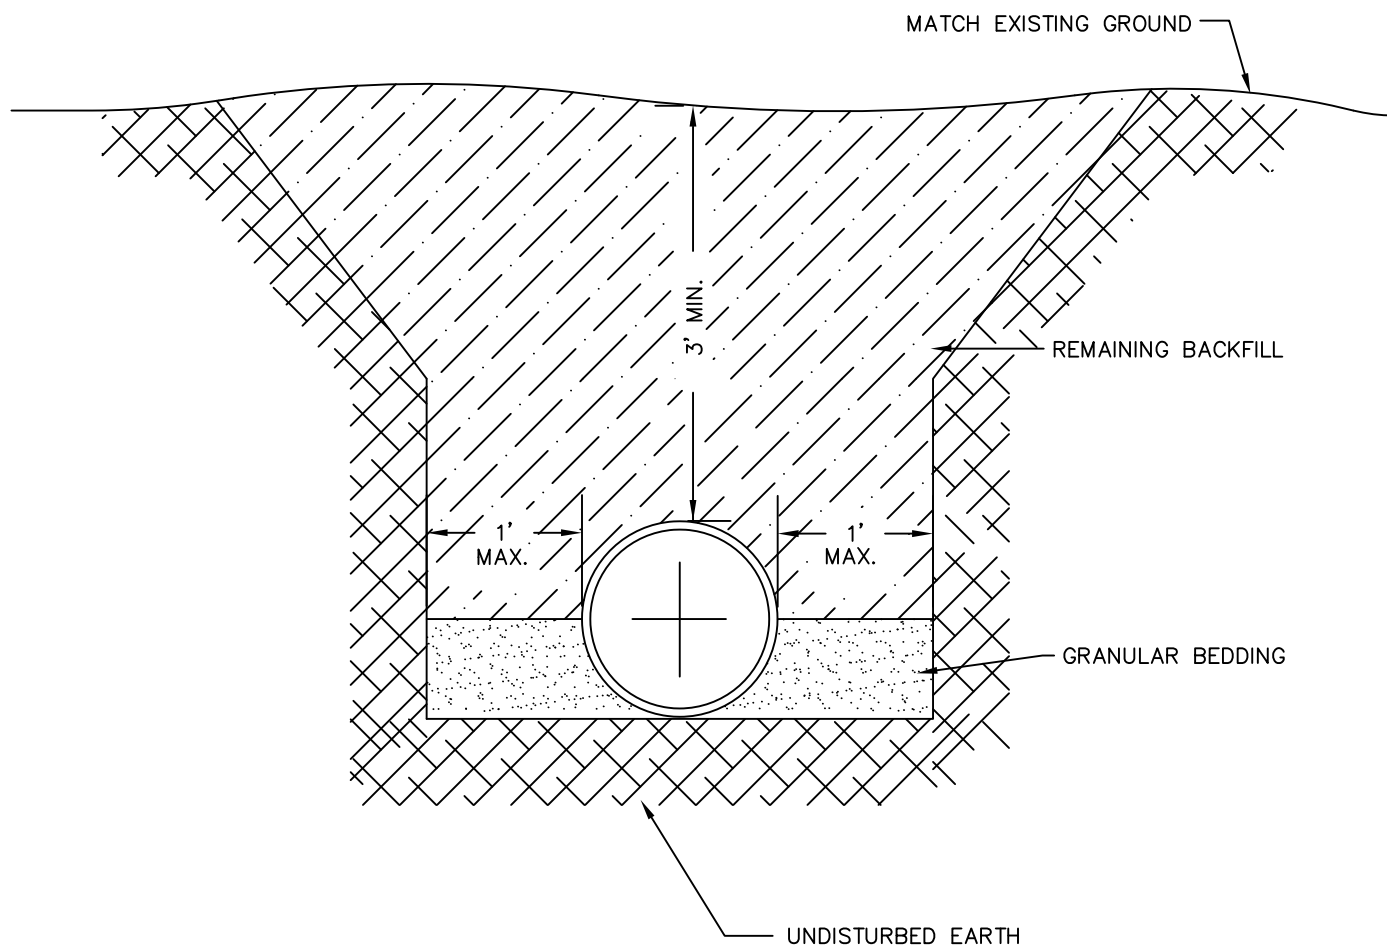 MATCH EXISTING GROUND
3' MIN.
REMAINING BACKFILL
1'
MAX.
1'
MAX.
GRANULAR BEDDING
UNDISTURBED EARTH